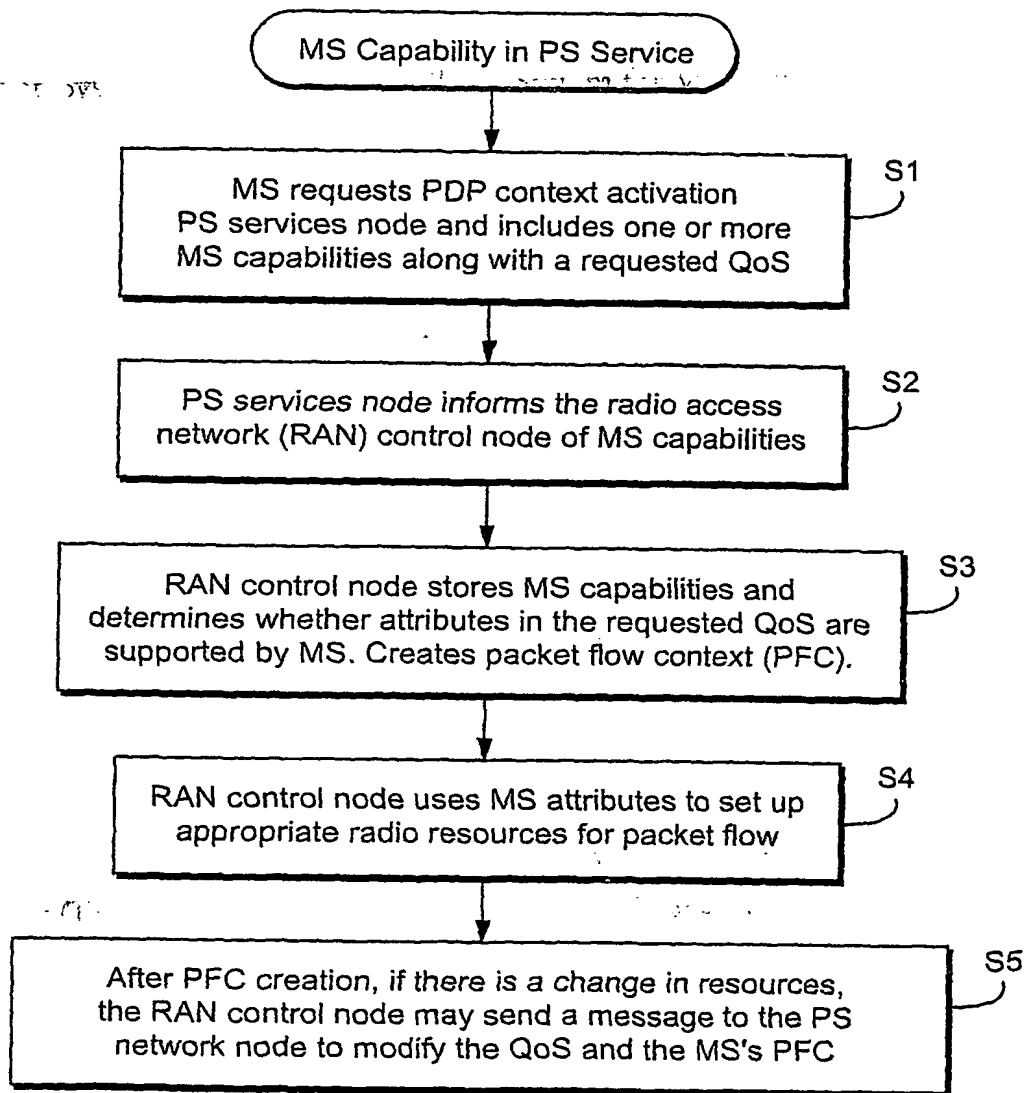 MS Capability in PS Service
S1
MS requests PDP context activation
PS services node and includes one or more
MS capabilities along with a requested QoS
S2
PS services node informs the radio access
network (RAN) control node of MS capabilities
S3
RAN control node stores MS capabilities and
determines whether attributes in the requested QoS are
supported by MS. Creates packet flow context (PFC).
S4
RAN control node uses MS attributes to set up
appropriate radio resources for packet flow
S5
After PFC creation, if there is a change in resources,
the RAN control node may send a message to the PS
network node to modify the QoS and the MS's PFC